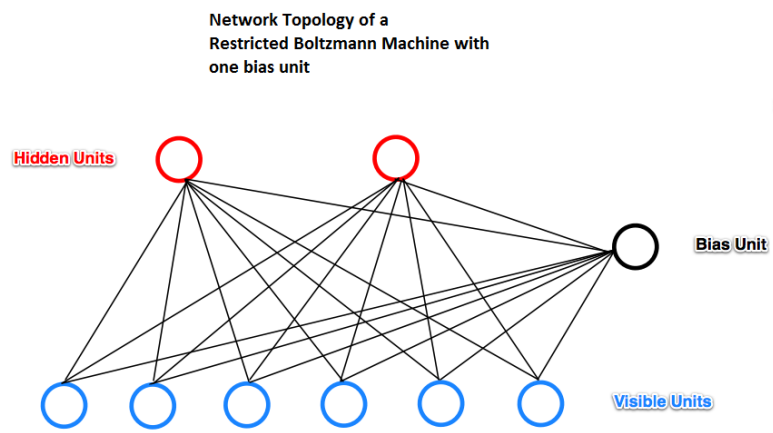 Network Topology of a
Restricted Boltzmann Machine with
one bias unit
Hidden Units
Bias Unit
Visible Units